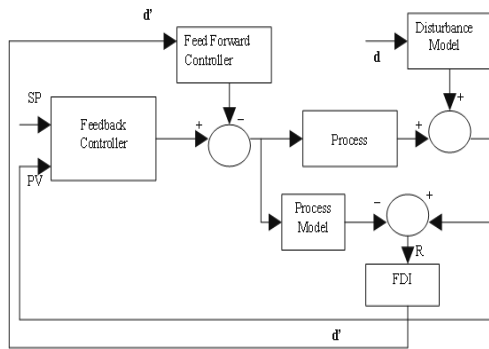 d'
Feed Forward
Controller
Disturbance
Model
d
SP
Feedback
Controller
PV
+
−
Process
+
+
Process
Model
−
+
R
FDI
d'